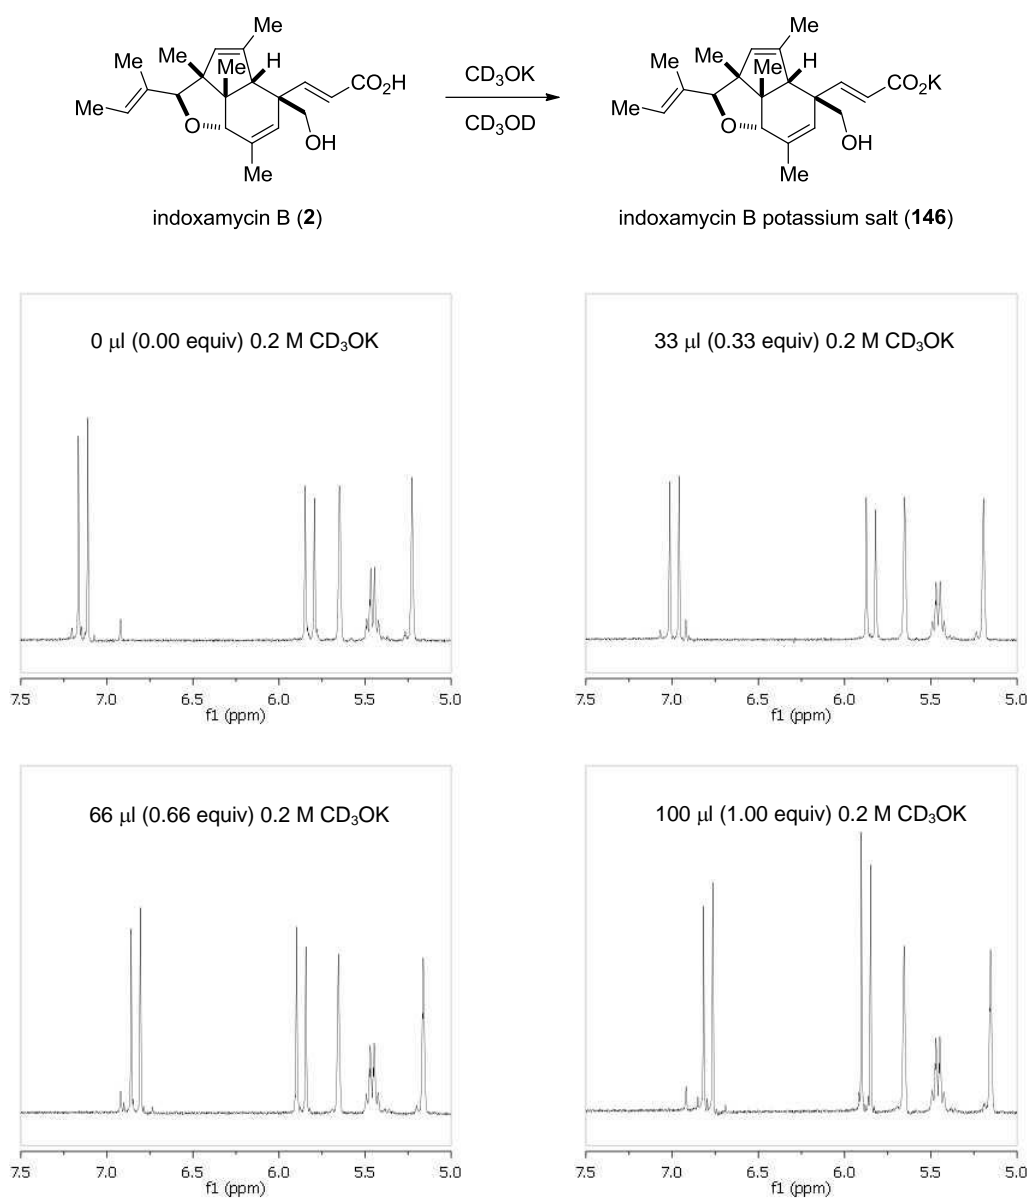 Me
Me
H
Me
Me
Me
CO₂H
O
OH
Me
CD₃OK
CD₃OD
Me
Me
H
Me
Me
Me
CO₂K
O
OH
Me
indoxamycin B (2)
indoxamycin B potassium salt (146)
0 μl (0.00 equiv) 0.2 M CD₃OK
7.5 7.0 6.5 6.0 5.5 5.0
f1 (ppm)
33 μl (0.33 equiv) 0.2 M CD₃OK
7.5 7.0 6.5 6.0 5.5 5.0
f1 (ppm)
66 μl (0.66 equiv) 0.2 M CD₃OK
7.5 7.0 6.5 6.0 5.5 5.0
f1 (ppm)
100 μl (1.00 equiv) 0.2 M CD₃OK
7.5 7.0 6.5 6.0 5.5 5.0
f1 (ppm)